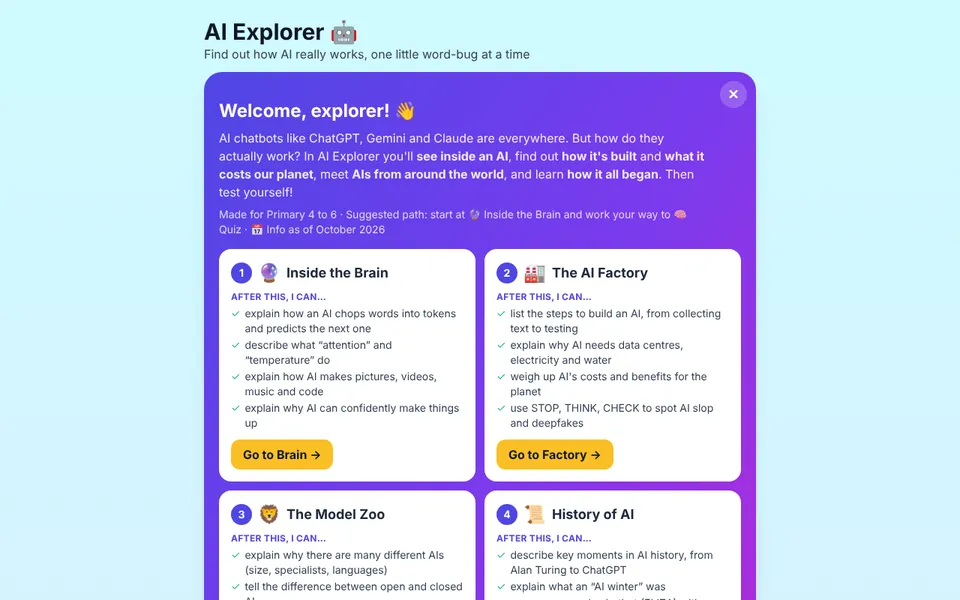 AI Explorer 🤖
Find out how AI really works, one little word-bug at a time
✕
Welcome, explorer! 👋
AI chatbots like ChatGPT, Gemini and Claude are everywhere. But how do they
actually work? In AI Explorer you'll see inside an AI, find out how it's built and what it
costs our planet, meet AIs from around the world, and learn how it all began. Then
test yourself!
Made for Primary 4 to 6 · Suggested path: start at 🔮 Inside the Brain and work your way to 🧠
Quiz · 📅 Info as of October 2026
1 🔮 Inside the Brain
AFTER THIS, I CAN...
✓ explain how an AI chops words into tokens
and predicts the next one
✓ describe what “attention” and
“temperature” do
✓ explain how AI makes pictures, videos,
music and code
✓ explain why AI can confidently make things
up
Go to Brain →
2 🏭 The AI Factory
AFTER THIS, I CAN...
✓ list the steps to build an AI, from collecting
text to testing
✓ explain why AI needs data centres,
electricity and water
✓ weigh up AI's costs and benefits for the
planet
✓ use STOP, THINK, CHECK to spot AI slop
and deepfakes
Go to Factory →
3 🦁 The Model Zoo
AFTER THIS, I CAN...
✓ explain why there are many different AIs
(size, specialists, languages)
✓ tell the difference between open and closed
4 📜 History of AI
AFTER THIS, I CAN...
✓ describe key moments in AI history, from
Alan Turing to ChatGPT
✓ explain what an “AI winter” was